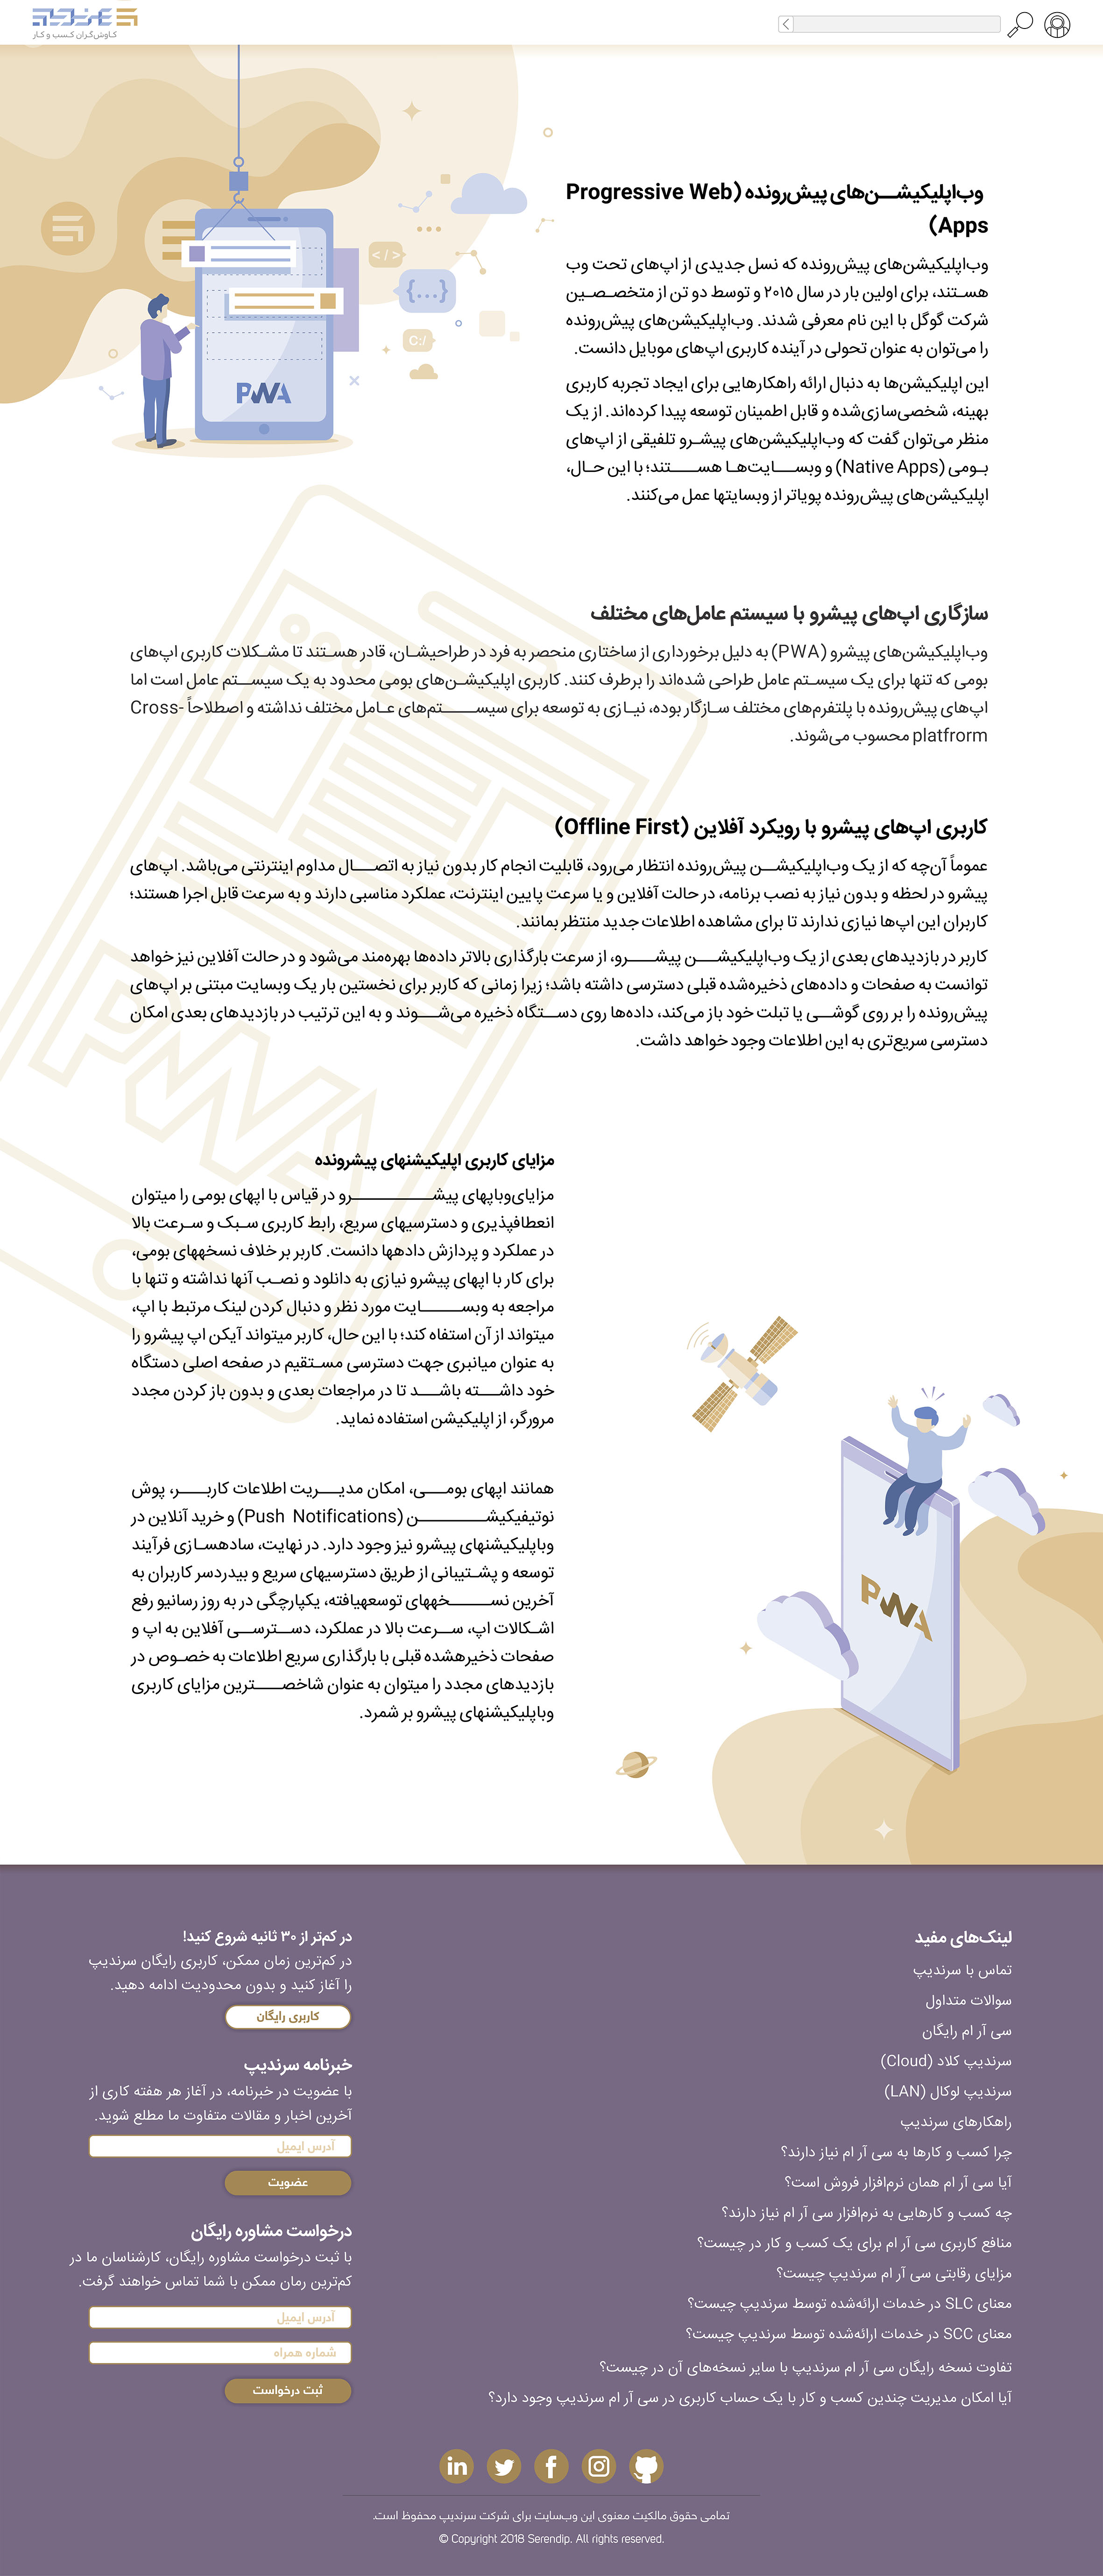 سرندیپ
کاوش‌گران کسب و کار
وب‌اپلیکیشن‌های پیش‌رونده (Progressive Web
Apps)
وب‌اپلیکیشن‌های پیش‌رونده که نسل جدیدی از اپ‌های تحت وب
هستند، برای اولین بار در سال ۲۰۱۵ و توسط دو تن از متخصصین
شرکت گوگل با این نام معرفی شدند. وب‌اپلیکیشن‌های پیش‌رونده
را می‌توان به عنوان تحولی در آینده کاربری اپ‌های موبایل دانست.
این اپلیکیشن‌ها به دنبال ارائه راهکارهایی برای ایجاد تجربه کاربری
بهینه، شخصی‌سازی‌شده و قابل اطمینان توسعه پیدا کرده‌اند. از یک
منظر می‌توان گفت که وب‌اپلیکیشن‌های پیشرو تلفیقی از اپ‌های
بومی (Native Apps) و وبسایت‌ها هستند؛ با این حال،
اپلیکیشن‌های پیش‌رونده پویاتر از وبسایتها عمل می‌کنند.
</>
{...}
C:/
PWA
سازگاری اپ‌های پیشرو با سیستم عامل‌های مختلف
وب‌اپلیکیشن‌های پیشرو (PWA) به دلیل برخورداری از ساختاری منحصر به فرد در طراحیشان، قادر هستند تا مشکلات کاربری اپ‌های
بومی که تنها برای یک سیستم عامل طراحی شده‌اند را برطرف کنند. کاربری اپلیکیشن‌های بومی محدود به یک سیستم عامل است اما
اپ‌های پیش‌رونده با پلتفرم‌های مختلف سازگار بوده، نیازی به توسعه برای سیستم‌های عامل مختلف نداشته و اصطلاحاً Cross-
platfrorm محسوب می‌شوند.
کاربری اپ‌های پیشرو با رویکرد آفلاین (Offline First)
عموماً آن‌چه که از یک وب‌اپلیکیشن پیش‌رونده انتظار می‌رود، قابلیت انجام کار بدون نیاز به اتصال مداوم اینترنتی می‌باشد. اپ‌های
پیشرو در لحظه و بدون نیاز به نصب برنامه، در حالت آفلاین و یا سرعت پایین اینترنت، عملکرد مناسبی دارند و به سرعت قابل اجرا هستند؛
کاربران این اپ‌ها نیازی ندارند تا برای مشاهده اطلاعات جدید منتظر بمانند.
کاربر در بازدیدهای بعدی از یک وب‌اپلیکیشن پیشرو، از سرعت بارگذاری بالاتر داده‌ها بهره‌مند می‌شود و در حالت آفلاین نیز خواهد
توانست به صفحات و داده‌های ذخیره‌شده قبلی دسترسی داشته باشد؛ زیرا زمانی که کاربر برای نخستین بار یک وبسایت مبتنی بر اپ‌های
پیش‌رونده را بر روی گوشی یا تبلت خود باز می‌کند، داده‌ها روی دستگاه ذخیره می‌شوند و به این ترتیب در بازدیدهای بعدی امکان
دسترسی سریع‌تری به این اطلاعات وجود خواهد داشت.
PWA
مزایای کاربری اپلیکیشنهای پیشرونده
مزایای‌وباپهای پیشرو در قیاس با اپهای بومی را میتوان
انعطافپذیری و دسترسیهای سریع، رابط کاربری سبک و سرعت بالا
در عملکرد و پردازش دادهها دانست. کاربر بر خلاف نسخههای بومی،
برای کار با اپهای پیشرو نیازی به دانلود و نصب آنها نداشته و تنها با
مراجعه به وبسایت مورد نظر و دنبال کردن لینک مرتبط با اپ،
میتواند از آن استفاه کند؛ با این حال، کاربر میتواند آیکن اپ پیشرو را
به عنوان میانبری جهت دسترسی مستقیم در صفحه اصلی دستگاه
خود داشته باشد تا در مراجعات بعدی و بدون باز کردن مجدد
مرورگر، از اپلیکیشن استفاده نماید.
همانند اپهای بومی، امکان مدیریت اطلاعات کاربر، پوش
نوتیفیکیشن (Push Notifications) و خرید آنلاین در
وباپلیکیشنهای پیشرو نیز وجود دارد. در نهایت، سادهسازی فرآیند
توسعه و پشتیبانی از طریق دسترسیهای سریع و بیدردسر کاربران به
آخرین نسخههای توسعهیافته، یکپارچگی در به روز رسانیو رفع
اشکالات اپ، سرعت بالا در عملکرد، دسترسی آفلاین به اپ و
صفحات ذخیرهشده قبلی با بارگذاری سریع اطلاعات به خصوص در
بازدیدهای مجدد را میتوان به عنوان شاخصترین مزایای کاربری
وباپلیکیشنهای پیشرو بر شمرد.
PWA
لینک‌های مفید
تماس با سرندیپ
سوالات متداول
سی آر ام رایگان
سرندیپ کلاد (Cloud)
سرندیپ لوکال (LAN)
راهکارهای سرندیپ
چرا کسب و کارها به سی آر ام نیاز دارند؟
آیا سی آر ام همان نرم‌افزار فروش است؟
چه کسب و کارهایی به نرم‌افزار سی آر ام نیاز دارند؟
منافع کاربری سی آر ام برای یک کسب و کار در چیست؟
مزایای رقابتی سی آر ام سرندیپ چیست؟
معنای SLC در خدمات ارائه‌شده توسط سرندیپ چیست؟
معنای SCC در خدمات ارائه‌شده توسط سرندیپ چیست؟
تفاوت نسخه رایگان سی آر ام سرندیپ با سایر نسخه‌های آن در چیست؟
آیا امکان مدیریت چندین کسب و کار با یک حساب کاربری در سی آر ام سرندیپ وجود دارد؟
در کم‌تر از ۳۰ ثانیه شروع کنید!
در کم‌ترین زمان ممکن، کاربری رایگان سرندیپ
را آغاز کنید و بدون محدودیت ادامه دهید.
کاربری رایگان
خبرنامه سرندیپ
با عضویت در خبرنامه، در آغاز هر هفته کاری از
آخرین اخبار و مقالات متفاوت ما مطلع شوید.
آدرس ایمیل
عضویت
درخواست مشاوره رایگان
با ثبت درخواست مشاوره رایگان، کارشناسان ما در
کم‌ترین زمان ممکن با شما تماس خواهند گرفت.
آدرس ایمیل
شماره همراه
ثبت درخواست
تمامی حقوق مالکیت معنوی این وب‌سایت برای شرکت سرندیپ محفوظ است.
© Copyright 2018 Serendip. All rights reserved.